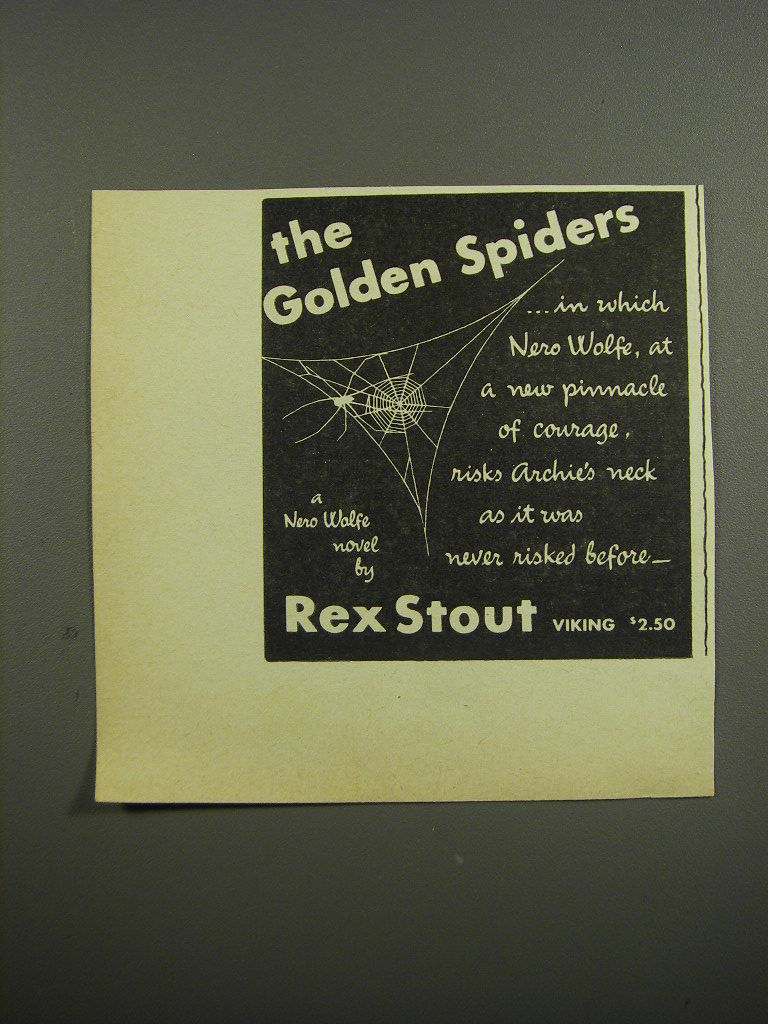 the
Golden Spiders
...in which
Nero Wolfe, at
a new pinnacle
of courage,
risks Archie's neck
as it was
never risked before—
a
Nero Wolfe
novel
by
Rex Stout VIKING $2.50